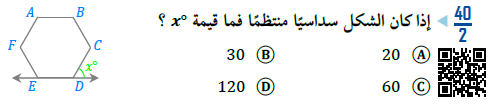 40/2 إذا كان الشكل سداسيًا منتظمًا فما قيمة x° ؟
A 20 B 30
C 60 D 120
A B
F C
x°
E D